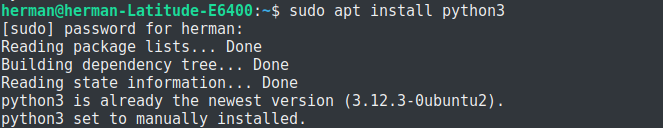 herman@herman-Latitude-E6400:~$ sudo apt install python3
[sudo] password for herman:
Reading package lists... Done
Building dependency tree... Done
Reading state information... Done
python3 is already the newest version (3.12.3-0ubuntu2).
python3 set to manually installed.